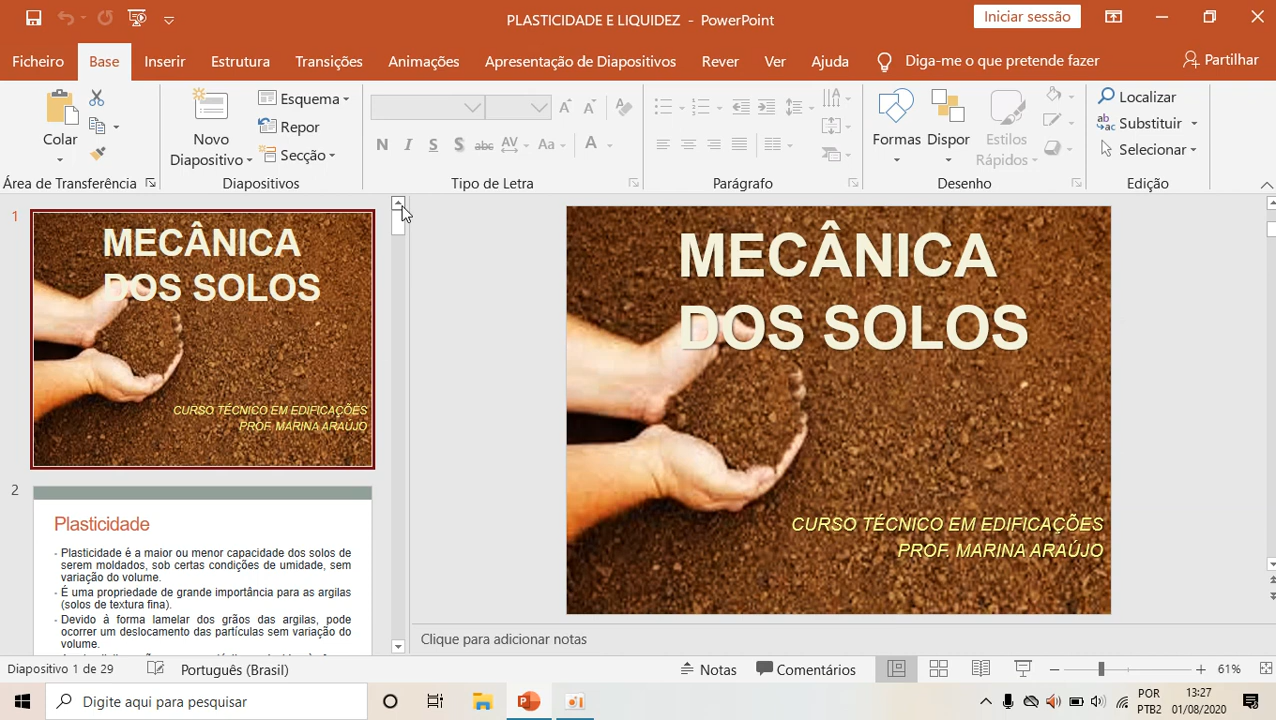 PLASTICIDADE E LIQUIDEZ - PowerPoint
Iniciar sessão
Ficheiro
Base
Inserir
Estrutura
Transições
Animações
Apresentação de Diapositivos
Rever
Ver
Ajuda
Diga-me o que pretende fazer
Partilhar
Colar
Novo
Diapositivo
Esquema
Repor
Secção
N I S S abc AV Aa A
Formas
Dispor
Estilos
Rápidos
Localizar
Substituir
Selecionar
Área de Transferência
Diapositivos
Tipo de Letra
Parágrafo
Desenho
Edição
1
MECÂNICA
DOS SOLOS
CURSO TÉCNICO EM EDIFICAÇÕES
PROF. MARINA ARAÚJO
2
Plasticidade
- Plasticidade é a maior ou menor capacidade dos solos de
serem moldados, sob certas condições de umidade, sem
variação do volume.
- É uma propriedade de grande importância para as argilas
(solos de textura fina).
- Devido à forma lamelar dos grãos das argilas, pode
ocorrer um deslocamento das partículas sem variação do
volume.
MECÂNICA
DOS SOLOS
CURSO TÉCNICO EM EDIFICAÇÕES
PROF. MARINA ARAÚJO
Clique para adicionar notas
Diapositivo 1 de 29
Português (Brasil)
Notas
Comentários
61%
Digite aqui para pesquisar
POR
PTB2
13:27
01/08/2020